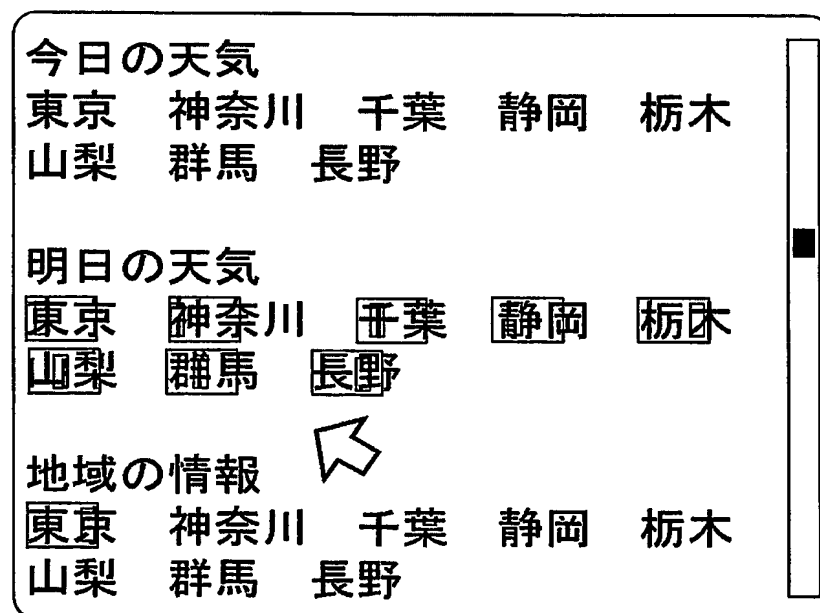 今日の天気
東京 神奈川 千葉 静岡 栃木
山梨 群馬 長野
明日の天気
東京 神奈川 千葉 静岡 栃木
山梨 群馬 長野
地域の情報
東京 神奈川 千葉 静岡 栃木
山梨 群馬 長野